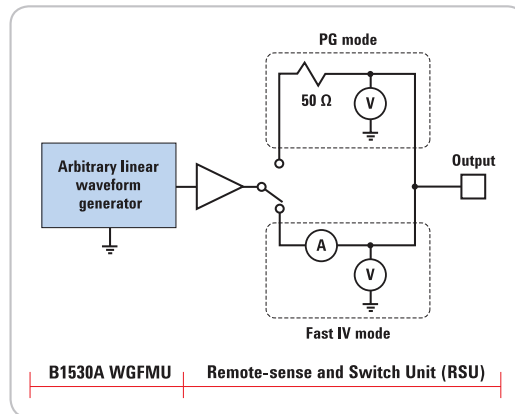 PG mode
50 Ω
V
Output
Arbitrary linear
waveform
generator
A
V
Fast IV mode
B1530A WGFMU
Remote-sense and Switch Unit (RSU)